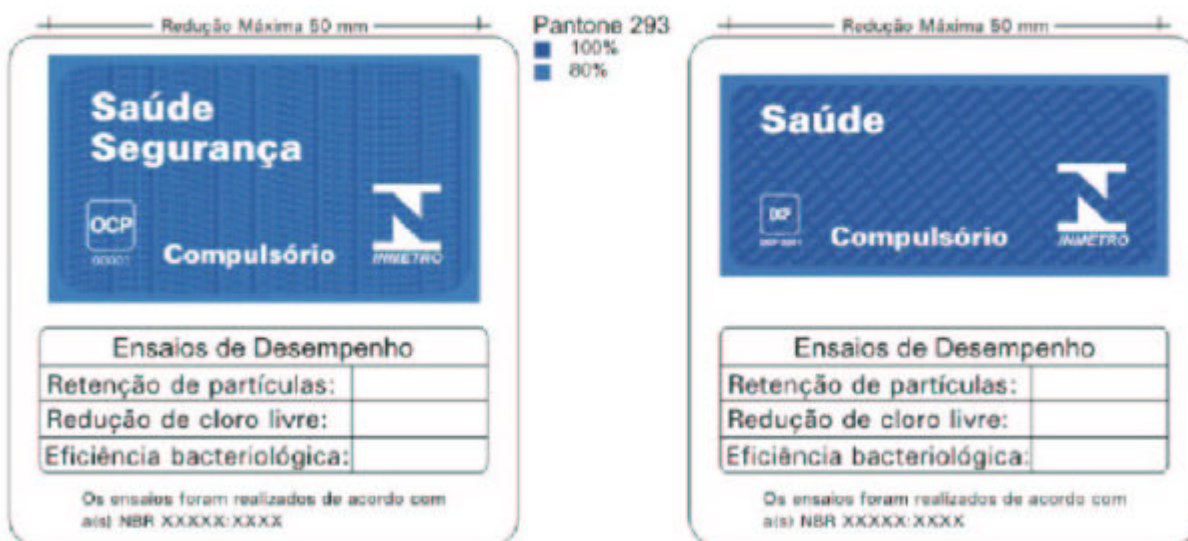 Redução Máxima 50 mm
Saúde
Segurança
OCP
00001
Compulsório
INMETRO
Ensaios de Desempenho
Retenção de partículas:
Redução de cloro livre:
Eficiência bacteriológica:
Os ensaios foram realizados de acordo com
a(s) NBR XXXXX:XXXX
Pantone 293
100%
80%
Redução Máxima 50 mm
Saúde
Compulsório
INMETRO
Ensaios de Desempenho
Retenção de partículas:
Redução de cloro livre:
Eficiência bacteriológica:
Os ensaios foram realizados de acordo com
a(s) NBR XXXXX:XXXX